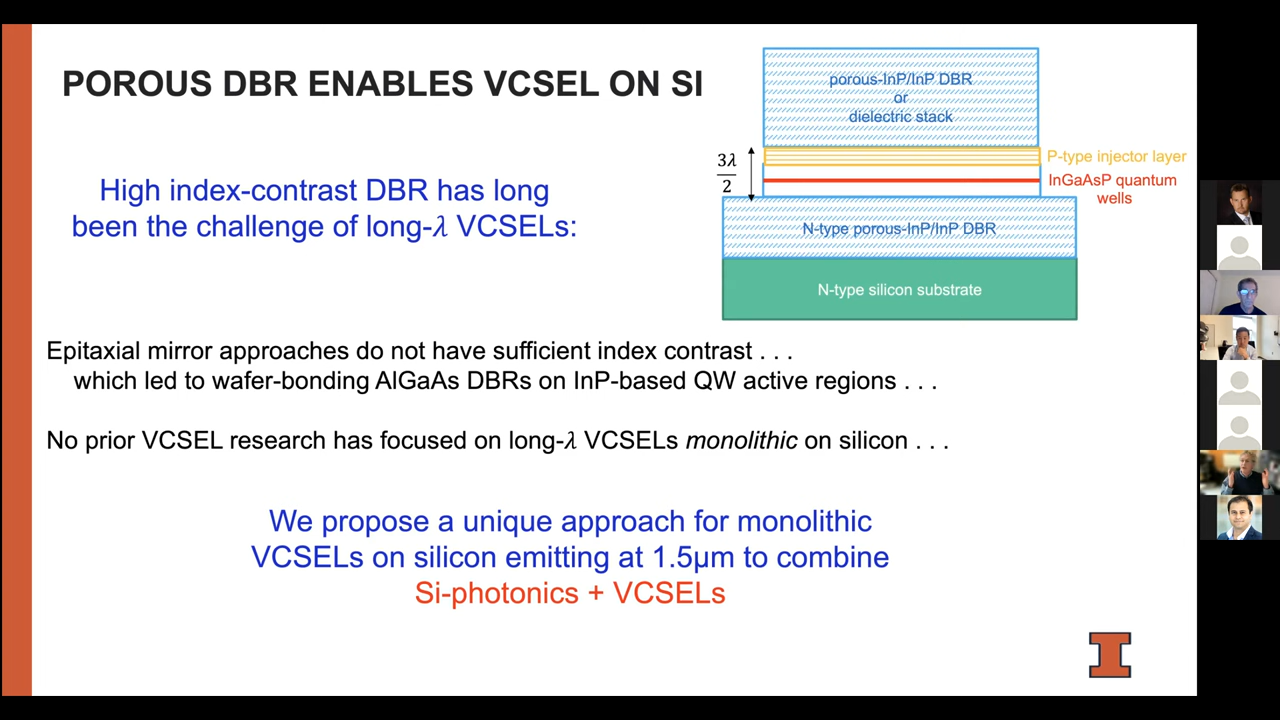 POROUS DBR ENABLES VCSEL ON SI
High index-contrast DBR has long
been the challenge of long-λ VCSELs:
porous-InP/InP DBR
or
dielectric stack
3λ
2
P-type injector layer
InGaAsP quantum
wells
N-type porous-InP/InP DBR
N-type silicon substrate
Epitaxial mirror approaches do not have sufficient index contrast . . .
which led to wafer-bonding AlGaAs DBRs on InP-based QW active regions . . .
No prior VCSEL research has focused on long-λ VCSELs monolithic on silicon . . .
We propose a unique approach for monolithic
VCSELs on silicon emitting at 1.5μm to combine
Si-photonics + VCSELs